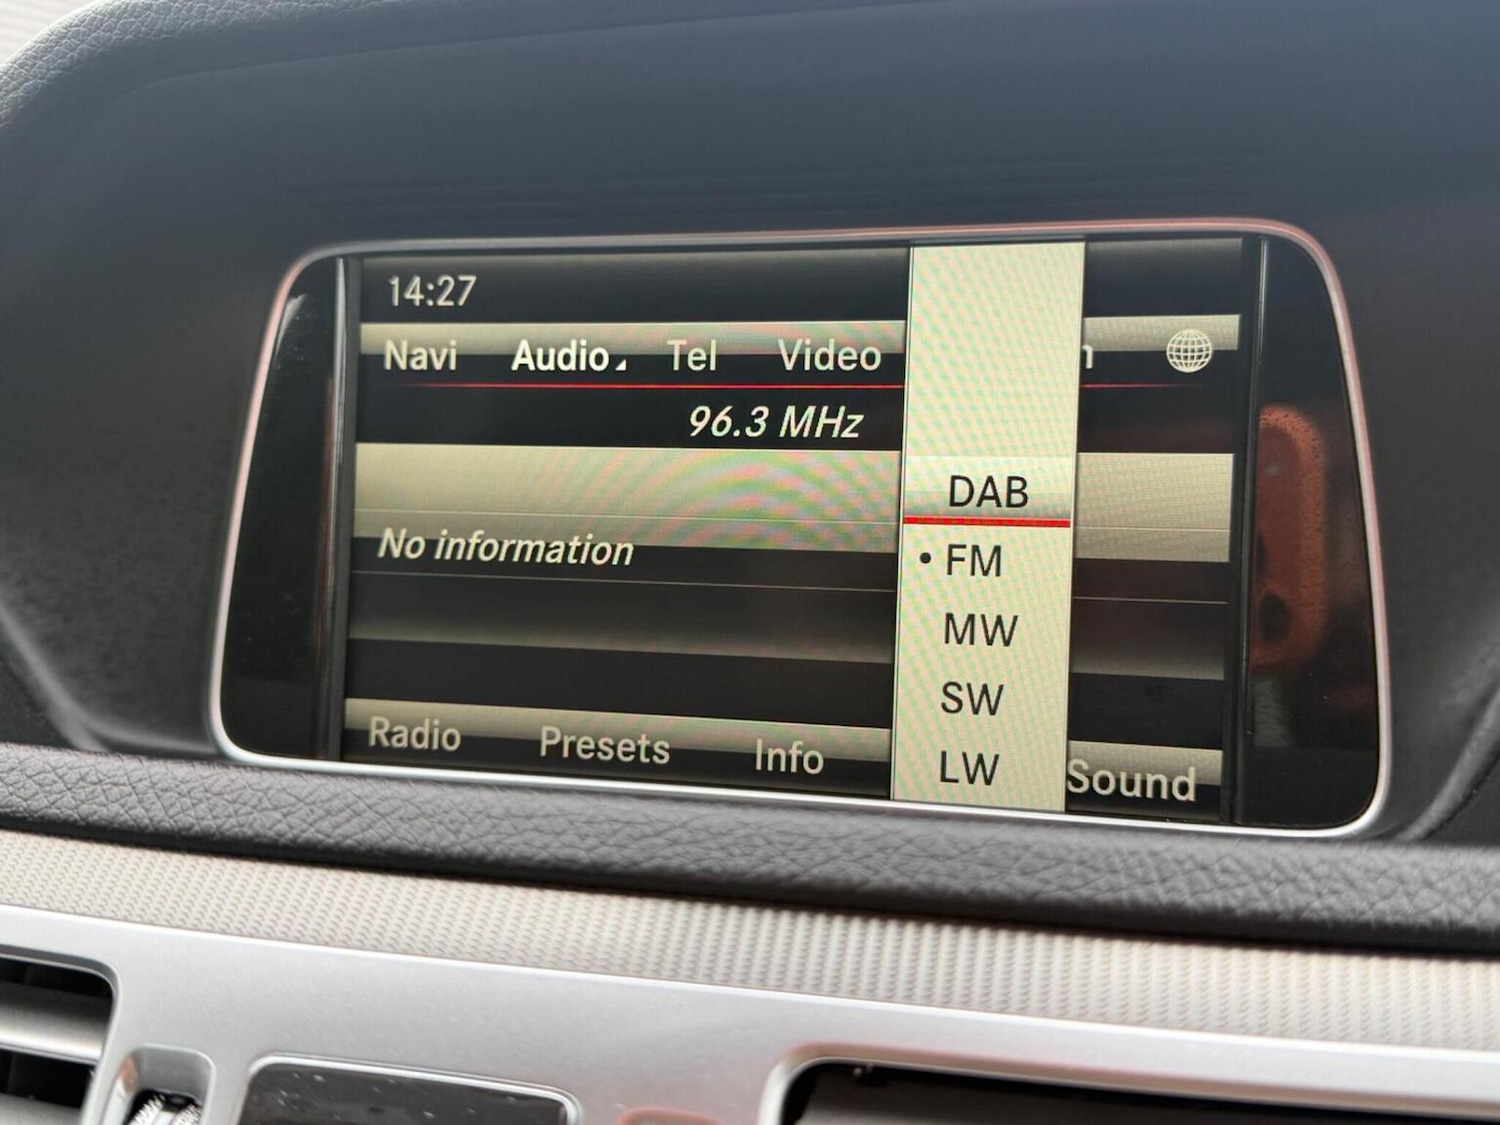 14:27
Navi Audio Tel Video n
96.3 MHz
No information
DAB
• FM
MW
SW
LW
Radio Presets Info Sound